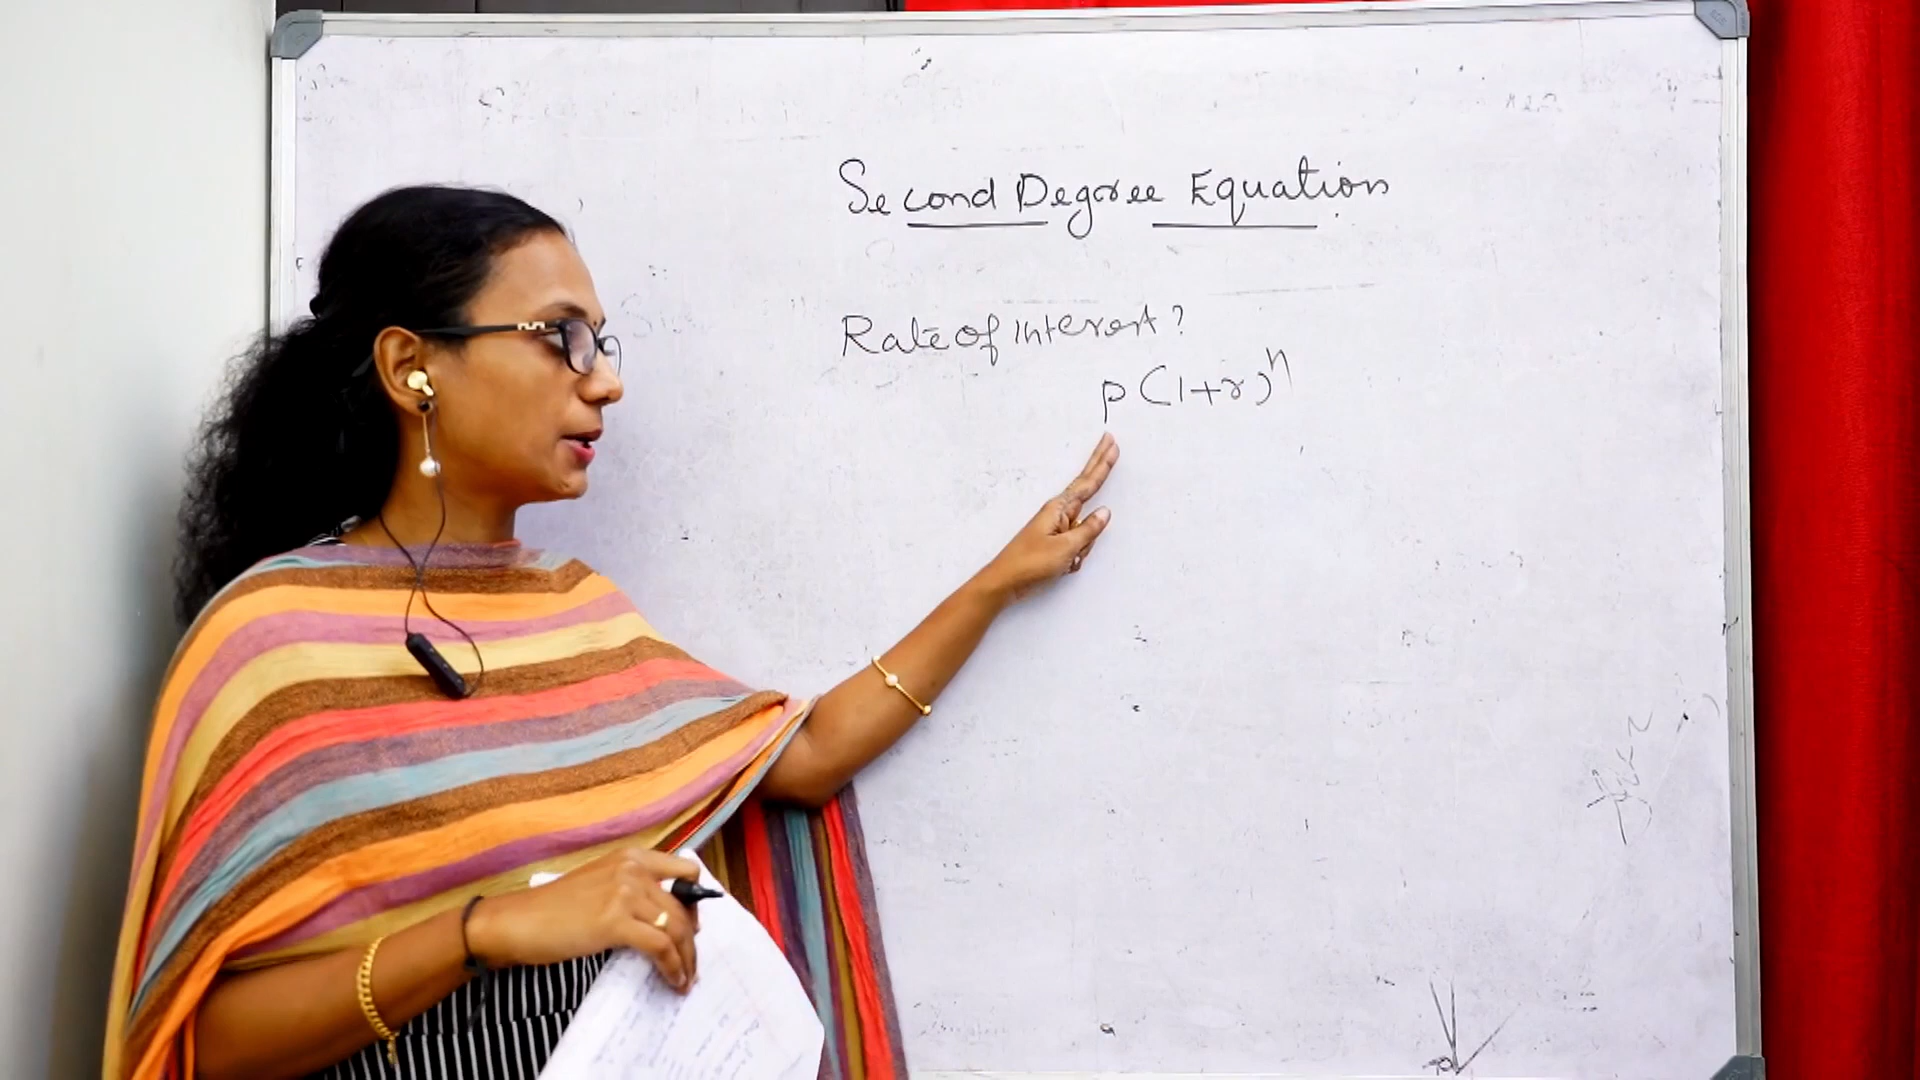 Second Degree Equation
Rate of interest?
p(1+r)^n